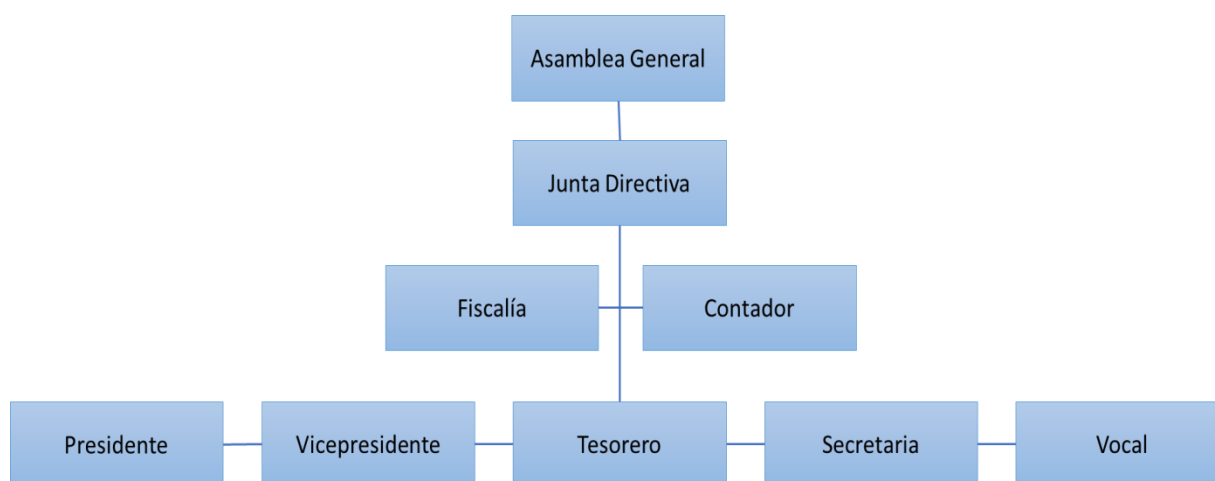 Asamblea General
Junta Directiva
Fiscalía
Contador
Presidente
Vicepresidente
Tesorero
Secretaria
Vocal